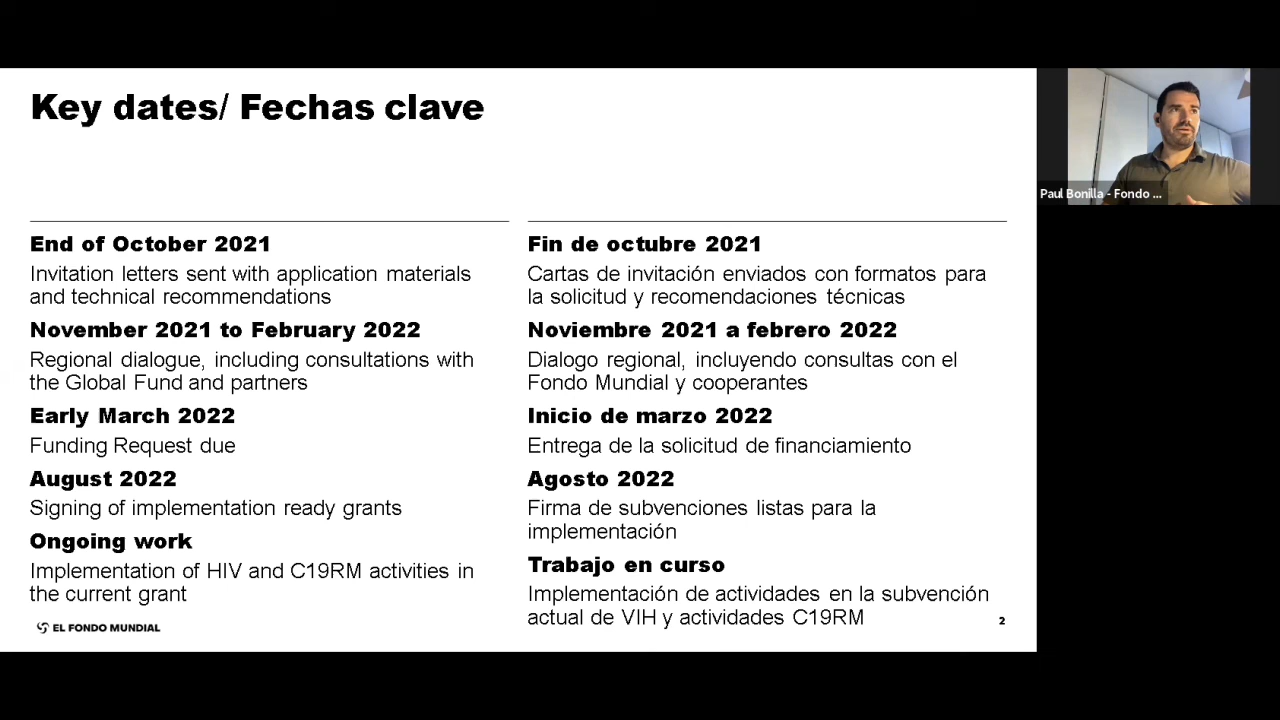 Key dates/ Fechas clave
End of October 2021
Invitation letters sent with application materials
and technical recommendations
November 2021 to February 2022
Regional dialogue, including consultations with
the Global Fund and partners
Early March 2022
Funding Request due
August 2022
Signing of implementation ready grants
Ongoing work
Implementation of HIV and C19RM activities in
the current grant
EL FONDO MUNDIAL
Fin de octubre 2021
Cartas de invitación enviados con formatos para
la solicitud y recomendaciones técnicas
Noviembre 2021 a febrero 2022
Dialogo regional, incluyendo consultas con el
Fondo Mundial y cooperantes
Inicio de marzo 2022
Entrega de la solicitud de financiamiento
Agosto 2022
Firma de subvenciones listas para la
implementación
Trabajo en curso
Implementación de actividades en la subvención
actual de VIH y actividades C19RM
2
Paul Bonilla - Fondo ...